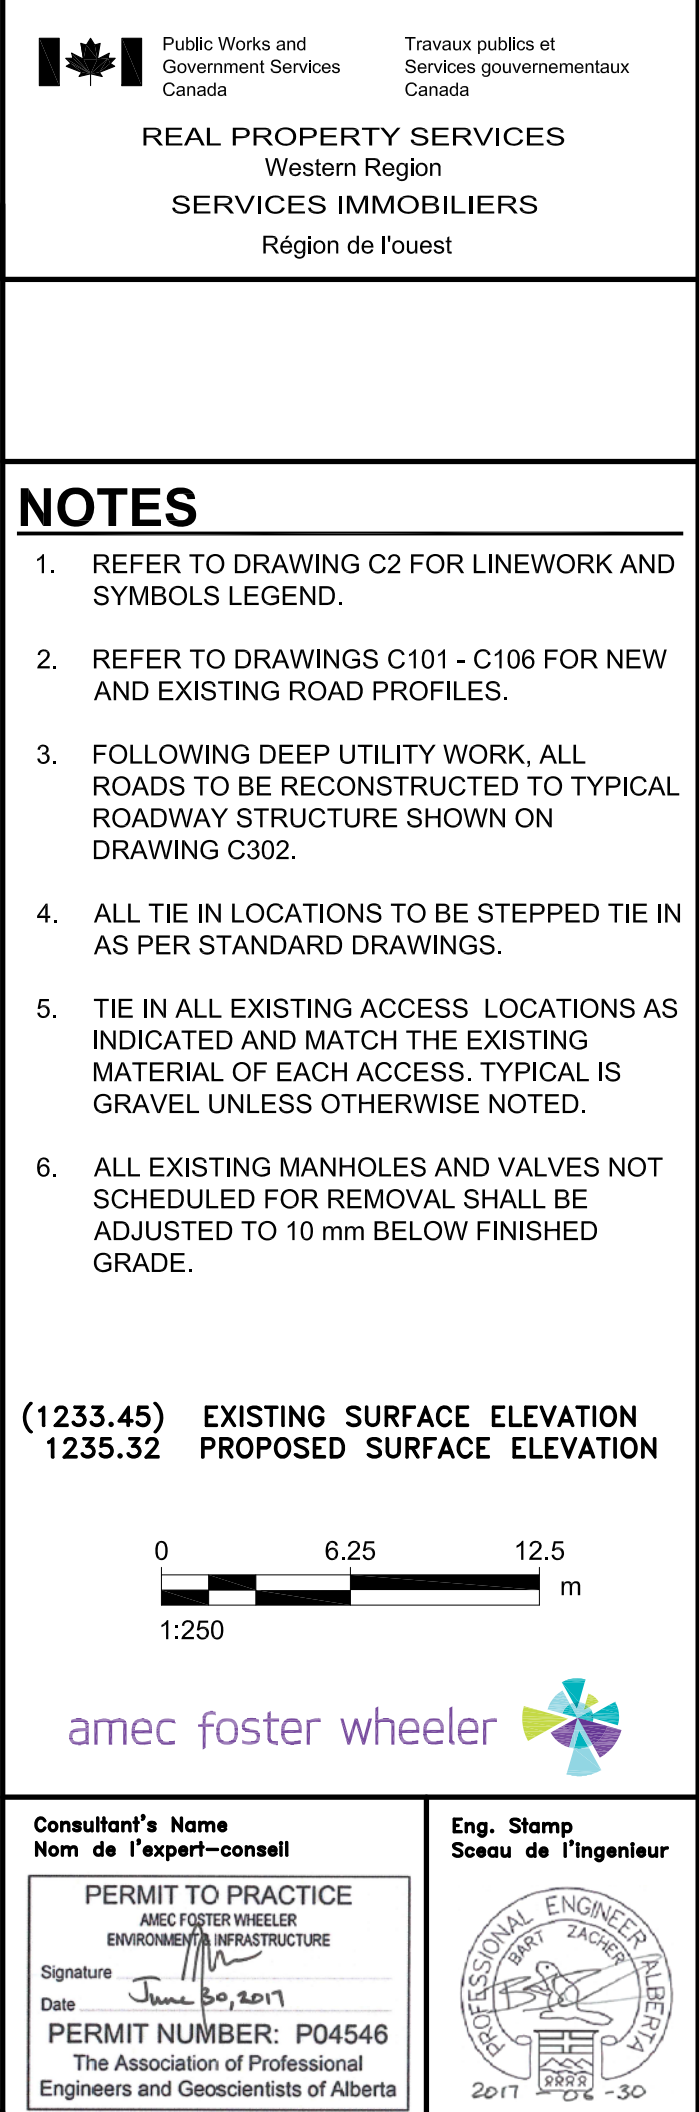 Public Works and
Government Services
Canada
Travaux publics et
Services gouvernementaux
Canada
REAL PROPERTY SERVICES
Western Region
SERVICES IMMOBILIERS
Région de l'ouest
NOTES
1. REFER TO DRAWING C2 FOR LINEWORK AND
SYMBOLS LEGEND.
2. REFER TO DRAWINGS C101 - C106 FOR NEW
AND EXISTING ROAD PROFILES.
3. FOLLOWING DEEP UTILITY WORK, ALL
ROADS TO BE RECONSTRUCTED TO TYPICAL
ROADWAY STRUCTURE SHOWN ON
DRAWING C302.
4. ALL TIE IN LOCATIONS TO BE STEPPED TIE IN
AS PER STANDARD DRAWINGS.
5. TIE IN ALL EXISTING ACCESS LOCATIONS AS
INDICATED AND MATCH THE EXISTING
MATERIAL OF EACH ACCESS. TYPICAL IS
GRAVEL UNLESS OTHERWISE NOTED.
6. ALL EXISTING MANHOLES AND VALVES NOT
SCHEDULED FOR REMOVAL SHALL BE
ADJUSTED TO 10 mm BELOW FINISHED
GRADE.
(1233.45) EXISTING SURFACE ELEVATION
1235.32 PROPOSED SURFACE ELEVATION
0 6.25 12.5
m
1:250
amec foster wheeler
Consultant's Name
Nom de l'expert-conseil
PERMIT TO PRACTICE
AMEC FOSTER WHEELER
ENVIRONMENT & INFRASTRUCTURE
Signature
Date June 30, 2017
PERMIT NUMBER: P04546
The Association of Professional
Engineers and Geoscientists of Alberta
Eng. Stamp
Sceau de l'ingenieur
PROFESSIONAL ENGINEER ALBERTA
BART ZACHER
2017-06-30